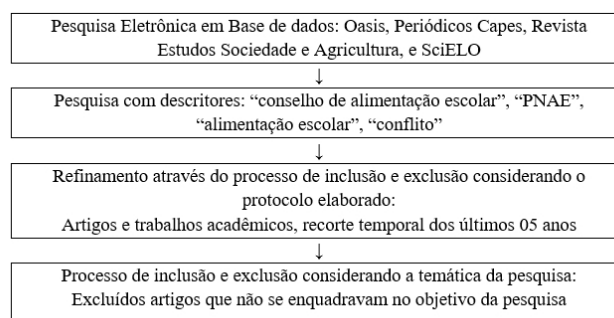 Pesquisa Eletrônica em Base de dados: Oasis, Periódicos Capes, Revista
Estudos Sociedade e Agricultura, e SciELO
↓
Pesquisa com descritores: “conselho de alimentação escolar”, “PNAE”,
“alimentação escolar”, “conflito”
↓
Refinamento através do processo de inclusão e exclusão considerando o
protocolo elaborado:
Artigos e trabalhos acadêmicos, recorte temporal dos últimos 05 anos
↓
Processo de inclusão e exclusão considerando a temática da pesquisa:
Excluídos artigos que não se enquadravam no objetivo da pesquisa